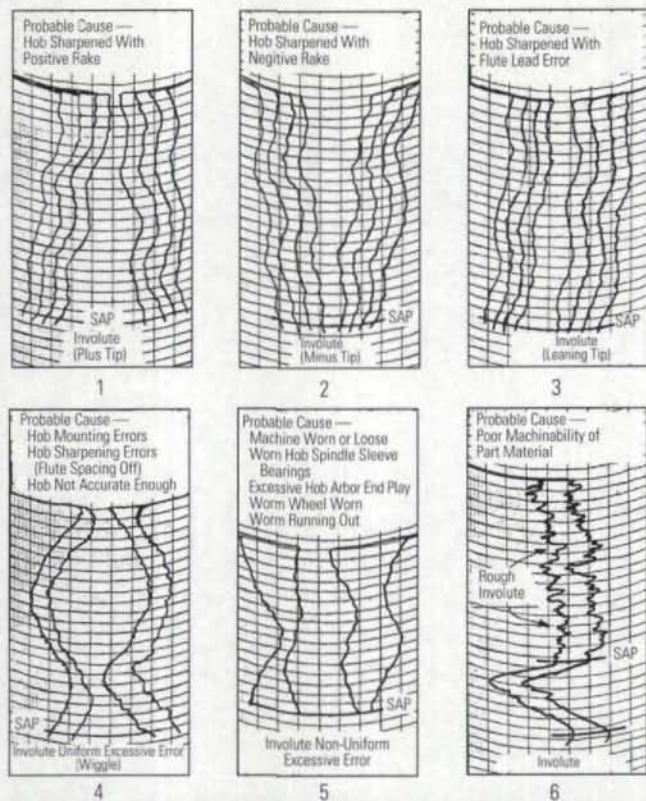 Probable Cause —
Hob Sharpened With
Positive Rake
SAP
Involute
(Plus Tip)
1
Probable Cause —
Hob Sharpened With
Negitive Rake
SAP
Involute
(Minus Tip)
2
Probable Cause —
Hob Sharpened With
Flute Lead Error
SAP
Involute
(Leaning Tip)
3
Probable Cause —
Hob Mounting Errors
Hob Sharpening Errors
(Flute Spacing Off)
Hob Not Accurate Enough
SAP
Involute Uniform Excessive Error
(Wiggle)
4
Probable Cause —
Machine Worn or Loose
Worn Hob Spindle Sleeve
Bearings
Excessive Hob Arbor End Play
Worm Wheel Worn
Worm Running Out
SAP
Involute Non-Uniform
Excessive Error
5
Probable Cause —
Poor Machinability of
Part Material
Rough
Involute
SAP
Involute
6